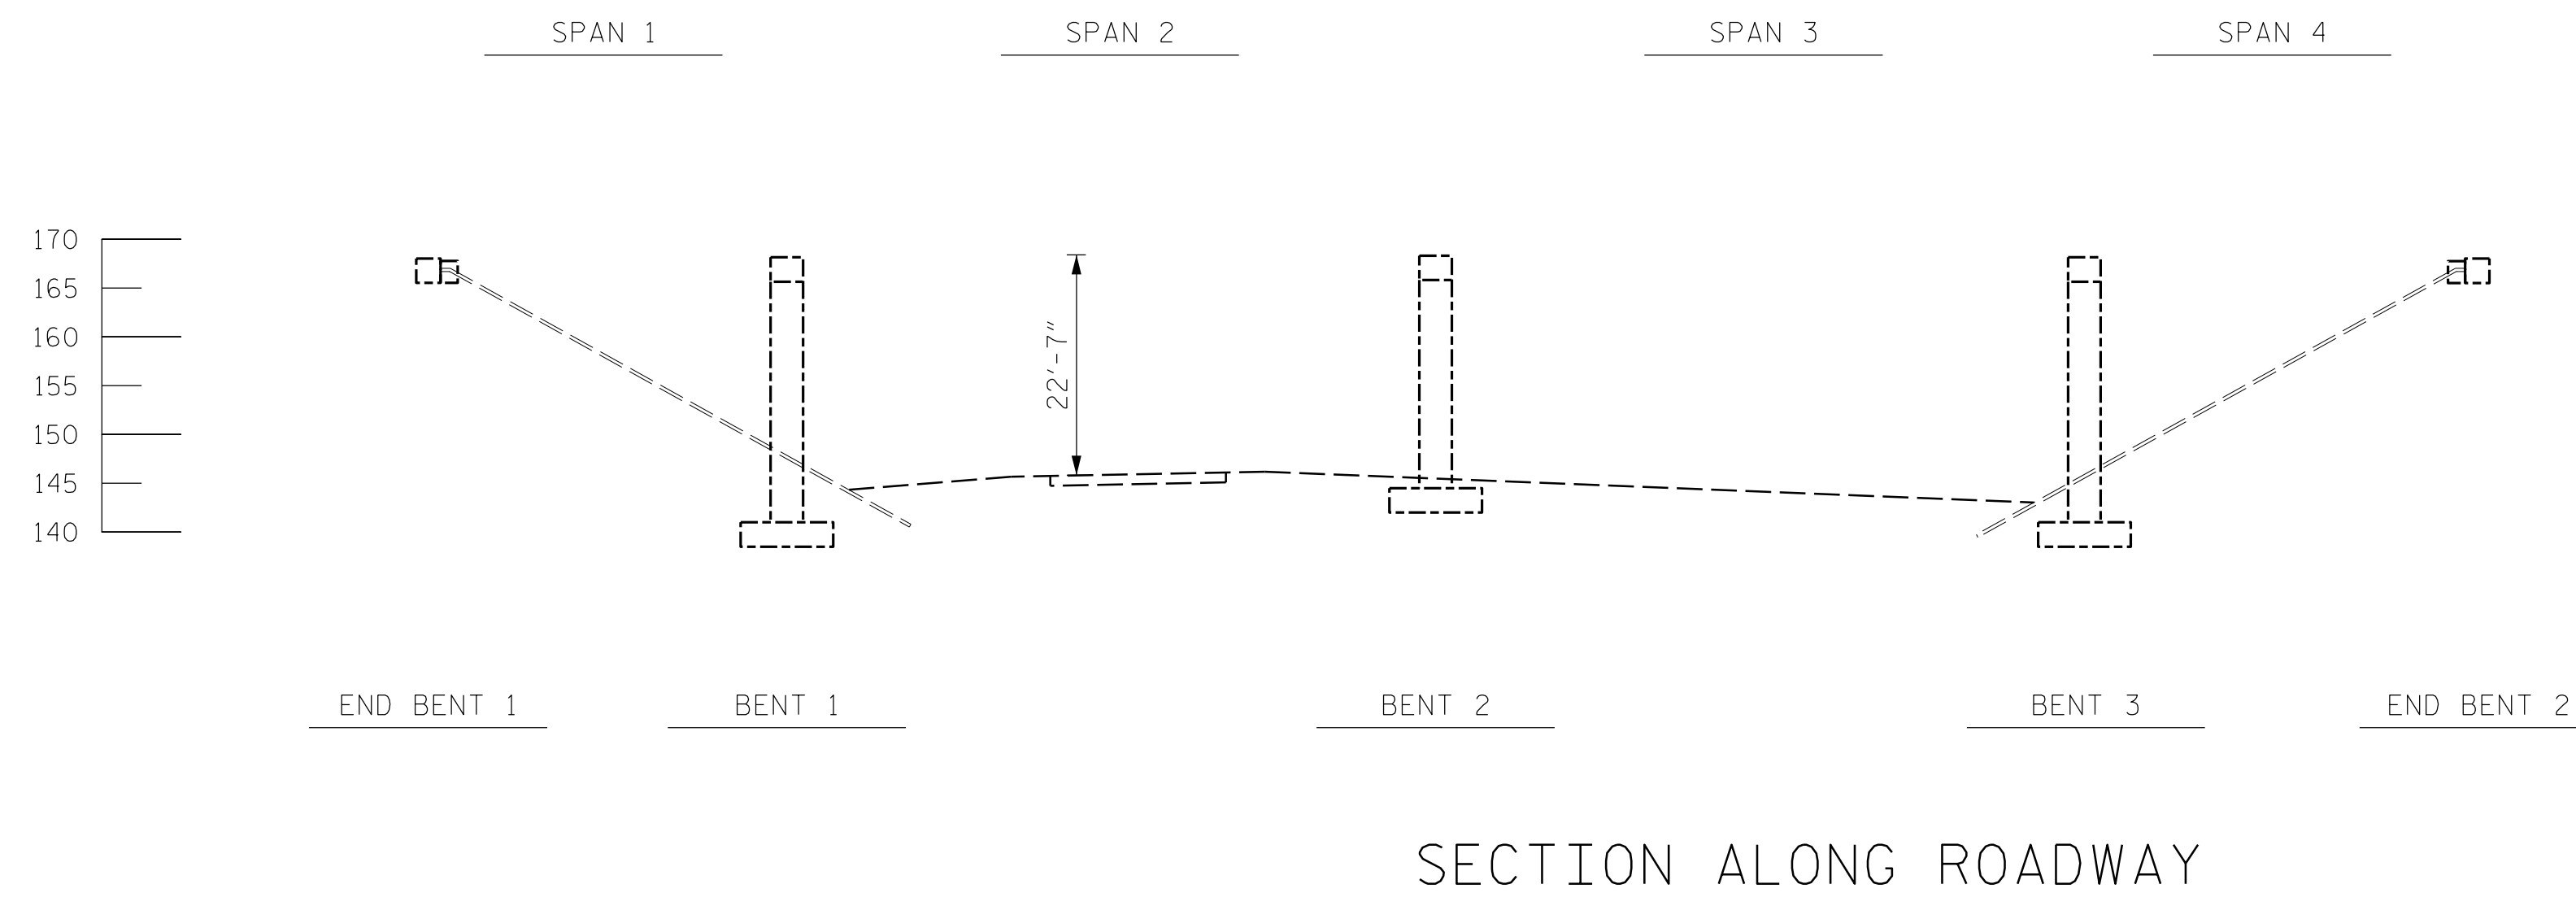 SPAN 1 SPAN 2 SPAN 3 SPAN 4
170
165
160
155
150
145
140
22'-7"
END BENT 1 BENT 1 BENT 2 BENT 3 END BENT 2
SECTION ALONG ROADWAY